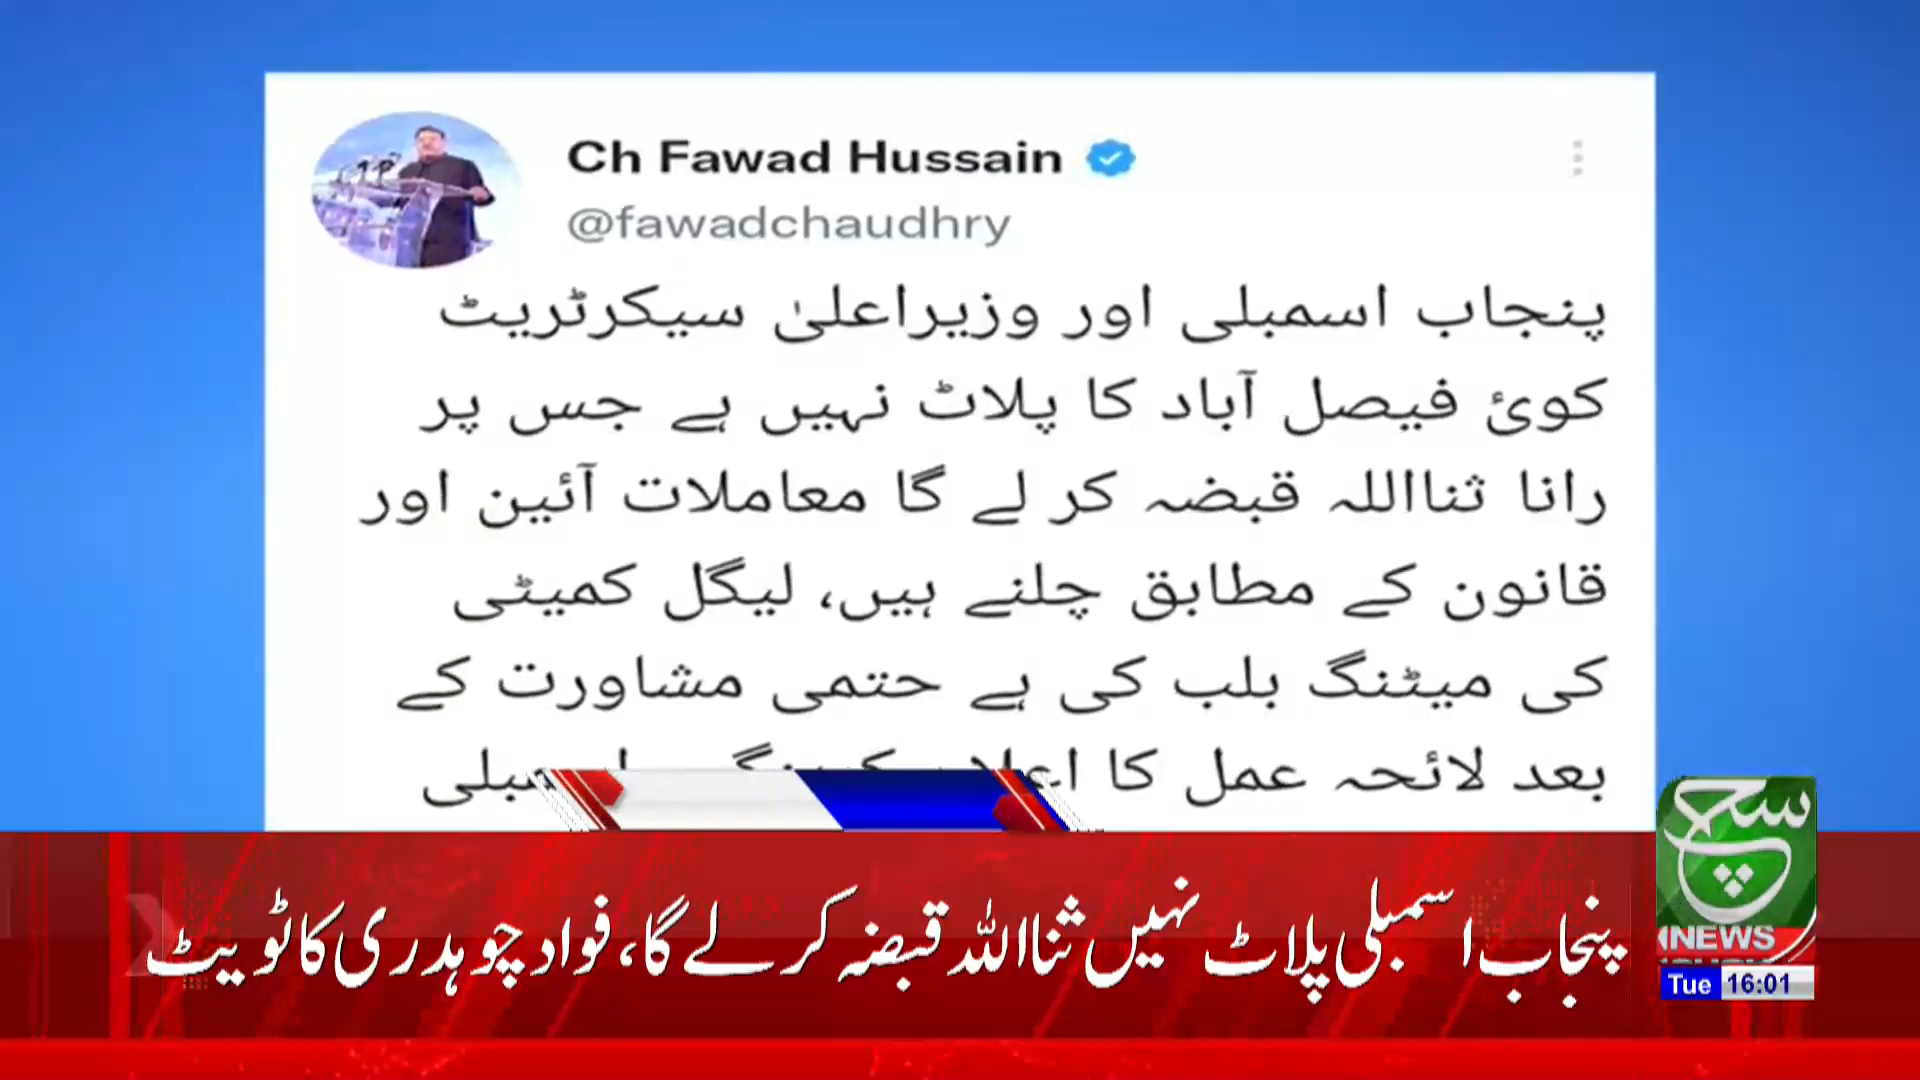 Ch Fawad Hussain
@fawadchaudhry
پنجاب اسمبلی اور وزیراعلیٰ سیکرٹریٹ
کوئ فیصل آباد کا پلاٹ نہیں ہے جس پر
رانا ثنااللہ قبضہ کر لے گا معاملات آئین اور
قانون کے مطابق چلنے ہیں، لیگل کمیٹی
کی میٹنگ بلب کی ہے حتمی مشاورت کے
بعد لائحہ عمل کا
پنجاب اسمبلی پلاٹ نہیں ثنااللہ قبضہ کرلے گا، فواد چوہدری کا ٹویٹ
سچ
NEWS
Tue 16:01